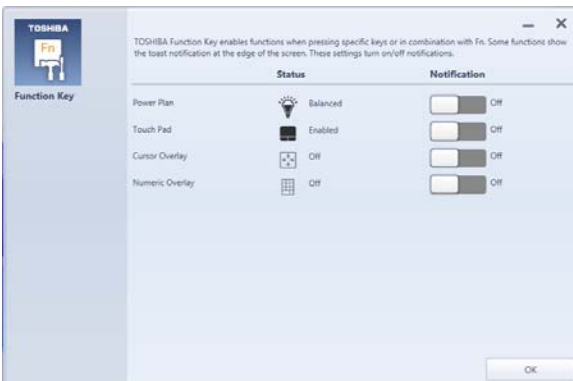 TOSHIBA
Fn
Function Key
TOSHIBA Function Key enables functions when pressing specific keys or in combination with Fn. Some functions show
the toast notification at the edge of the screen. These settings turn on/off notifications.
Status Notification
Power Plan Balanced Off
Touch Pad Enabled Off
Cursor Overlay Off Off
Numeric Overlay Off Off
OK